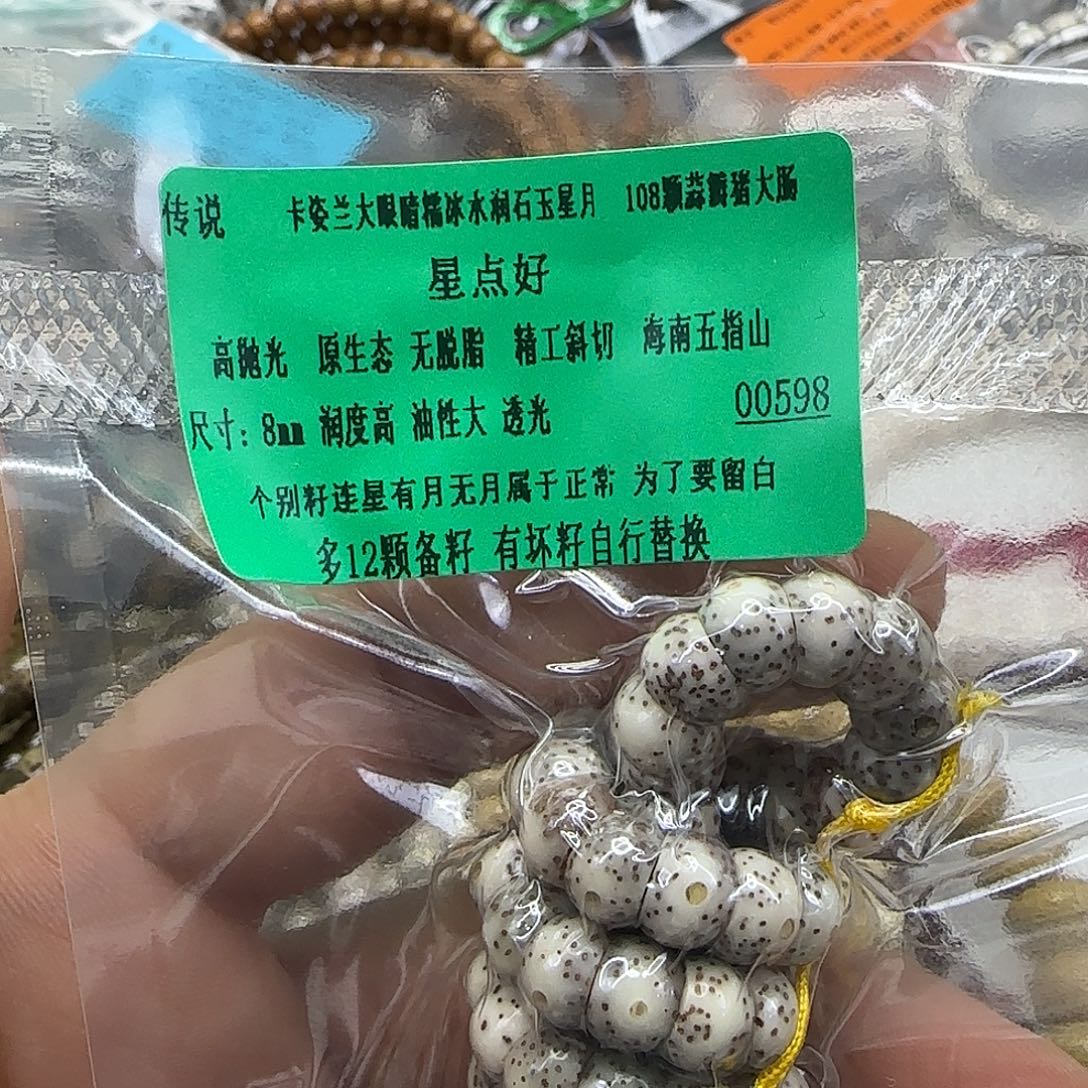 传说 卡姿兰大眼暗糯冰水润石玉星月 108颗蒜瓣猪大肠
星点好
高抛光 原生态 无脱脂 精工斜切 海南五指山
尺寸：8mm 润度高 油性大 透光 00598
个别籽连星有月无月属于正常 为了要留白
多12颗备籽 有坏籽自行替换